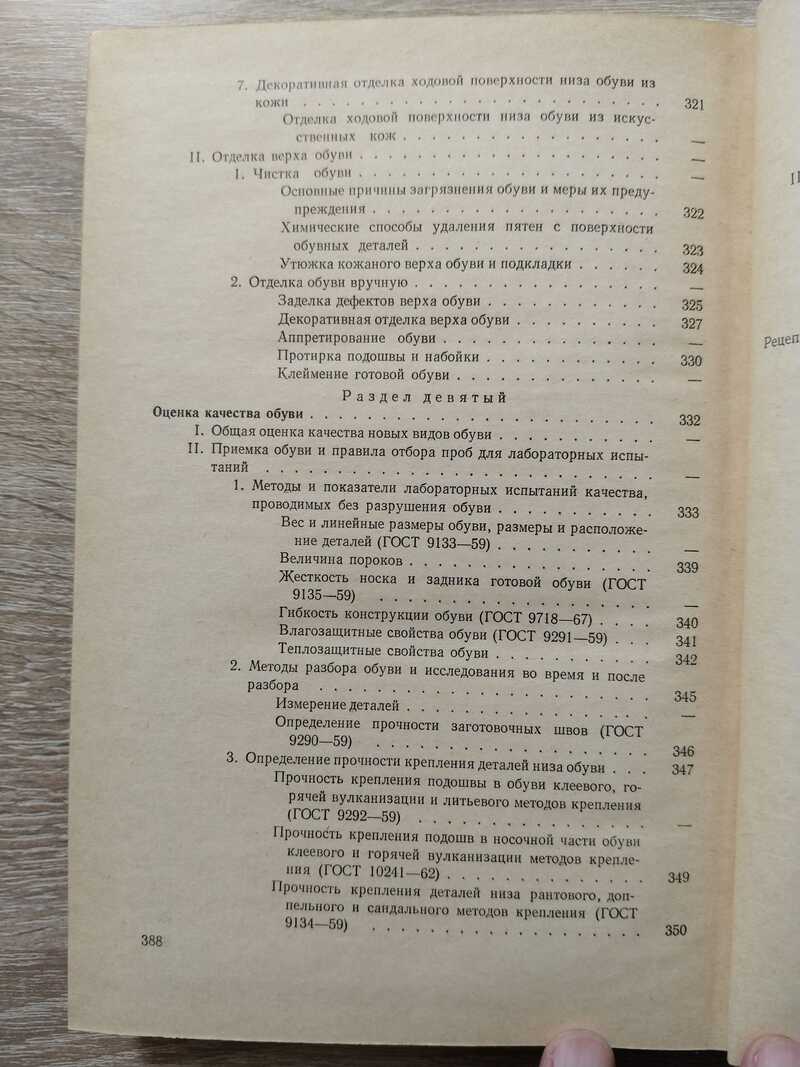 7. Декоративная отделка ходовой поверхности низа обуви из
кожи . . . . . . . . . . . . . . . . . . . . . . . . 321
Отделка ходовой поверхности низа обуви из искус-
ственных кож . . . . . . . . . . . . . . . . . —
II. Отделка верха обуви . . . . . . . . . . . . . . . . . . . . —
1. Чистка обуви . . . . . . . . . . . . . . . . . . . . —
Основные причины загрязнения обуви и меры их преду-
преждения . . . . . . . . . . . . . . . . . . . 322
Химические способы удаления пятен с поверхности
обувных деталей . . . . . . . . . . . . . . . . 323
Утюжка кожаного верха обуви и подкладки . . . . . . 324
2. Отделка обуви вручную . . . . . . . . . . . . . . . . . —
Заделка дефектов верха обуви . . . . . . . . . . . . 325
Декоративная отделка верха обуви . . . . . . . . . . 327
Аппретирование обуви . . . . . . . . . . . . . . . —
Протирка подошвы и набойки . . . . . . . . . . . . 330
Клеймение готовой обуви . . . . . . . . . . . . . . —
Раздел девятый
Оценка качества обуви . . . . . . . . . . . . . . . . . . . . . . . 332
I. Общая оценка качества новых видов обуви . . . . . . . . . . . —
II. Приемка обуви и правила отбора проб для лабораторных испы-
таний . . . . . . . . . . . . . . . . . . . . . . . . . . . —
1. Методы и показатели лабораторных испытаний качества,
проводимых без разрушения обуви . . . . . . . . . . . 333
Вес и линейные размеры обуви, размеры и расположе-
ние деталей (ГОСТ 9133—59) . . . . . . . . . . . —
Величина пороков . . . . . . . . . . . . . . . . . 339
Жесткость носка и задника готовой обуви (ГОСТ
9135—59) . . . . . . . . . . . . . . . . . . . —
Гибкость конструкции обуви (ГОСТ 9718—67) . . . . 340
Влагозащитные свойства обуви (ГОСТ 9291—59) . . . 341
Теплозащитные свойства обуви . . . . . . . . . . . 342
2. Методы разбора обуви и исследования во время и после
разбора . . . . . . . . . . . . . . . . . . . . . . . 345
Измерение деталей . . . . . . . . . . . . . . . . . —
Определение прочности заготовочных швов (ГОСТ
9290—59) . . . . . . . . . . . . . . . . . . . 346
3. Определение прочности крепления деталей низа обуви . . . 347
Прочность крепления подошвы в обуви клеевого, го-
рячей вулканизации и литьевого методов крепления
(ГОСТ 9292—59) . . . . . . . . . . . . . . . . —
Прочность крепления подошв в носочной части обуви
клеевого и горячей вулканизации методов крепле-
ния (ГОСТ 10241—62) . . . . . . . . . . . . . . 349
Прочность крепления деталей низа рантового, доп-
пельного и сандального методов крепления (ГОСТ
9134—59) . . . . . . . . . . . . . . . . . . . 350
388
Рецеп